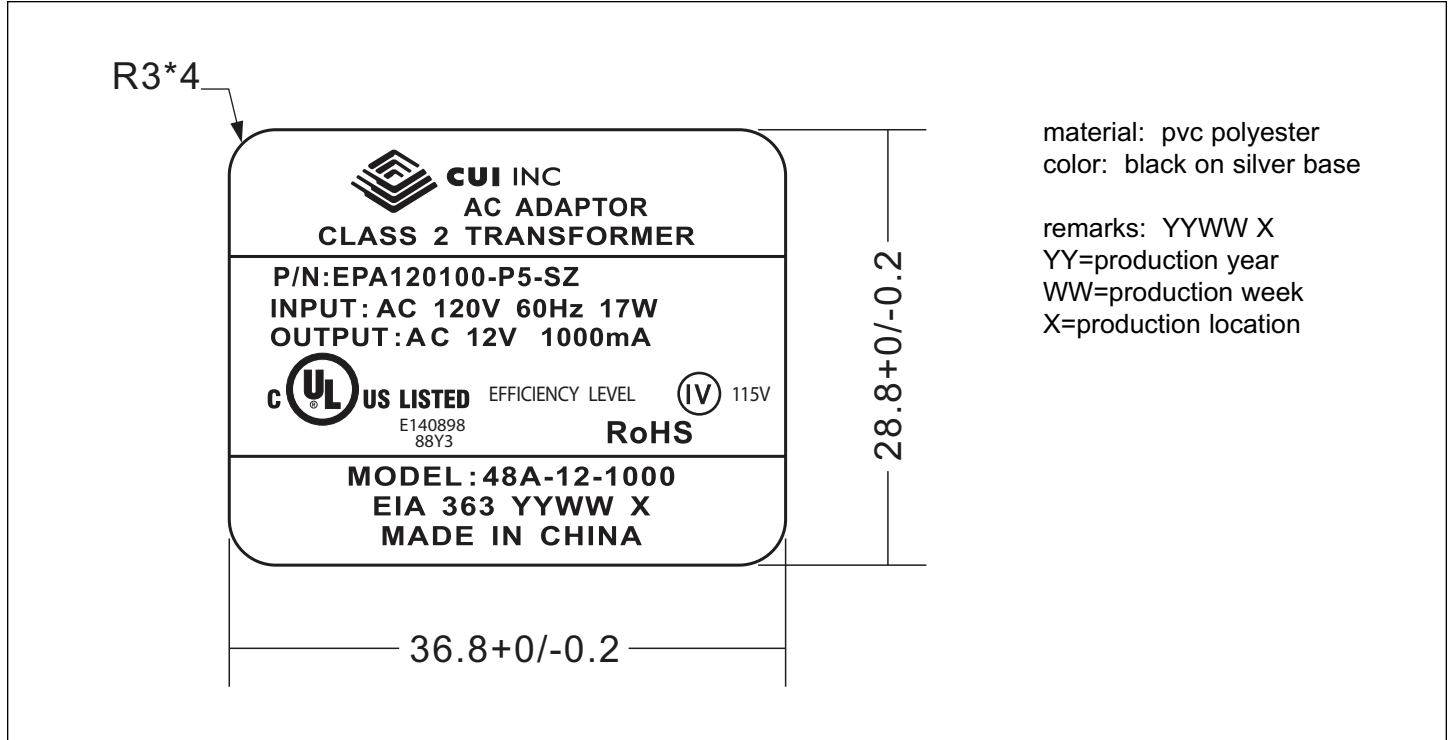 R3*4
CUI INC
AC ADAPTOR
CLASS 2 TRANSFORMER
P/N:EPA120100-P5-SZ
INPUT: AC 120V 60Hz 17W
OUTPUT: AC 12V 1000mA
C UL ® US LISTED EFFICIENCY LEVEL IV 115V
E140898
88Y3
RoHS
MODEL: 48A-12-1000
EIA 363 YYWW X
MADE IN CHINA
36.8+0/-0.2
28.8+0/-0.2
material: pvc polyester
color: black on silver base
remarks: YYWW X
YY=production year
WW=production week
X=production location